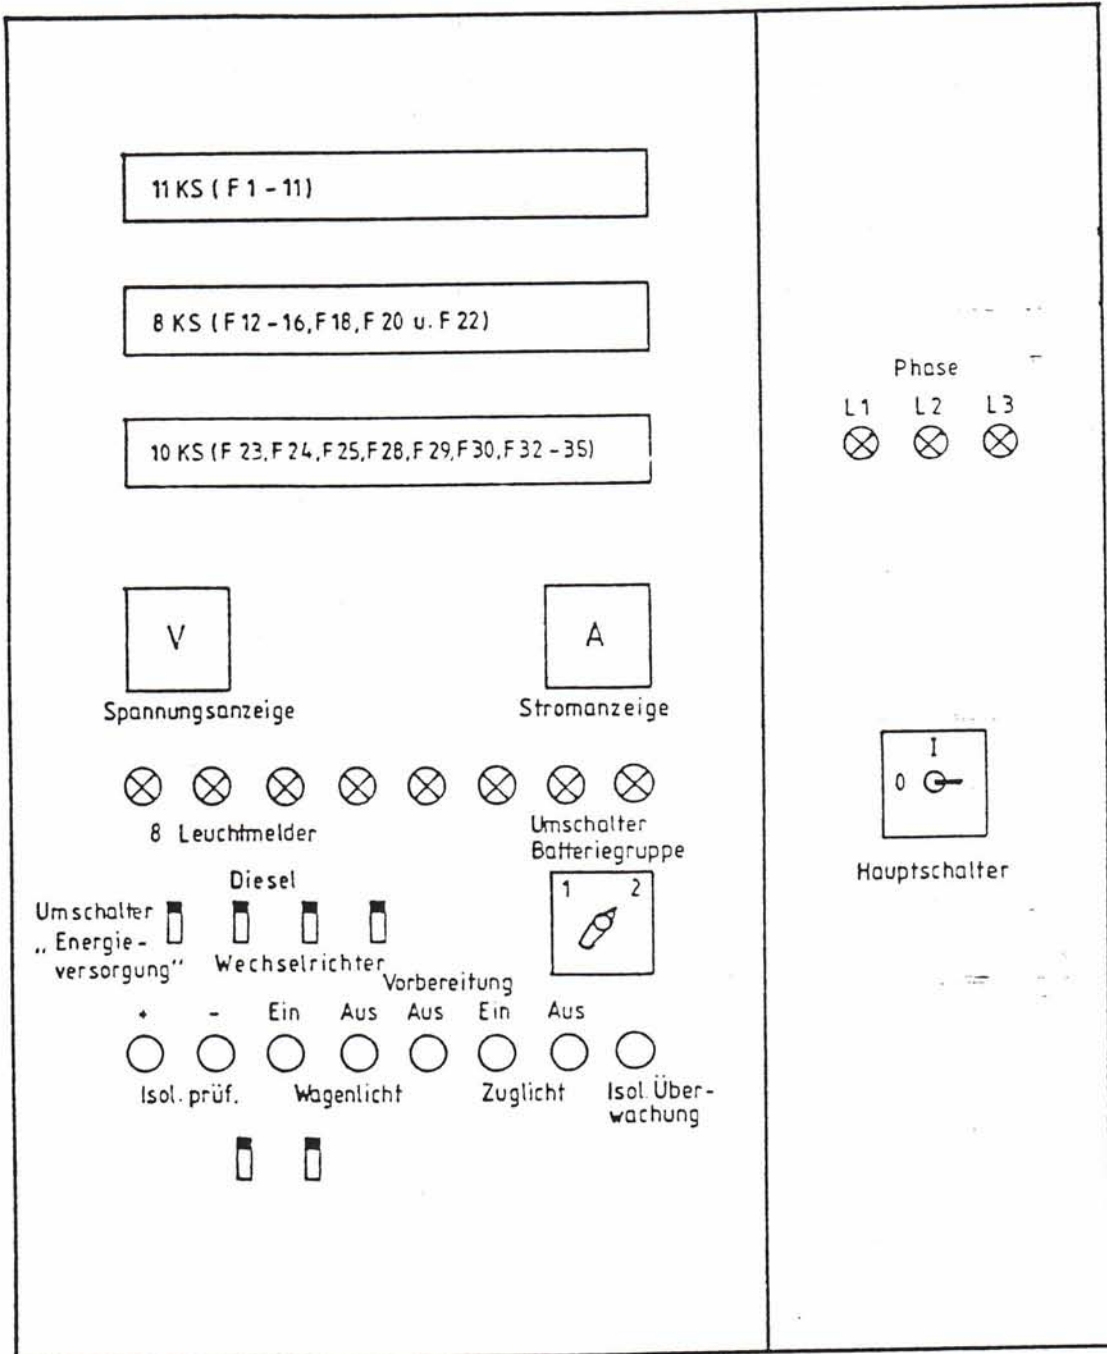 11 KS ( F 1 - 11)
8 KS ( F 12 - 16, F 18, F 20 u. F 22)
10 KS (F 23, F 24, F 25, F 28, F 29, F 30, F 32 - 35)
V
A
Spannungsanzeige
Stromanzeige
8 Leuchtmelder
Umschalter
Batteriegruppe
1 2
Diesel
Umschalter
„ Energie-
versorgung“
Wechselrichter
Vorbereitung
+ - Ein Aus Aus Ein Aus
Isol. prüf. Wagenlicht Zuglicht Isol. Über-
wachung
Phase
L1 L2 L3
I
0
Hauptschalter